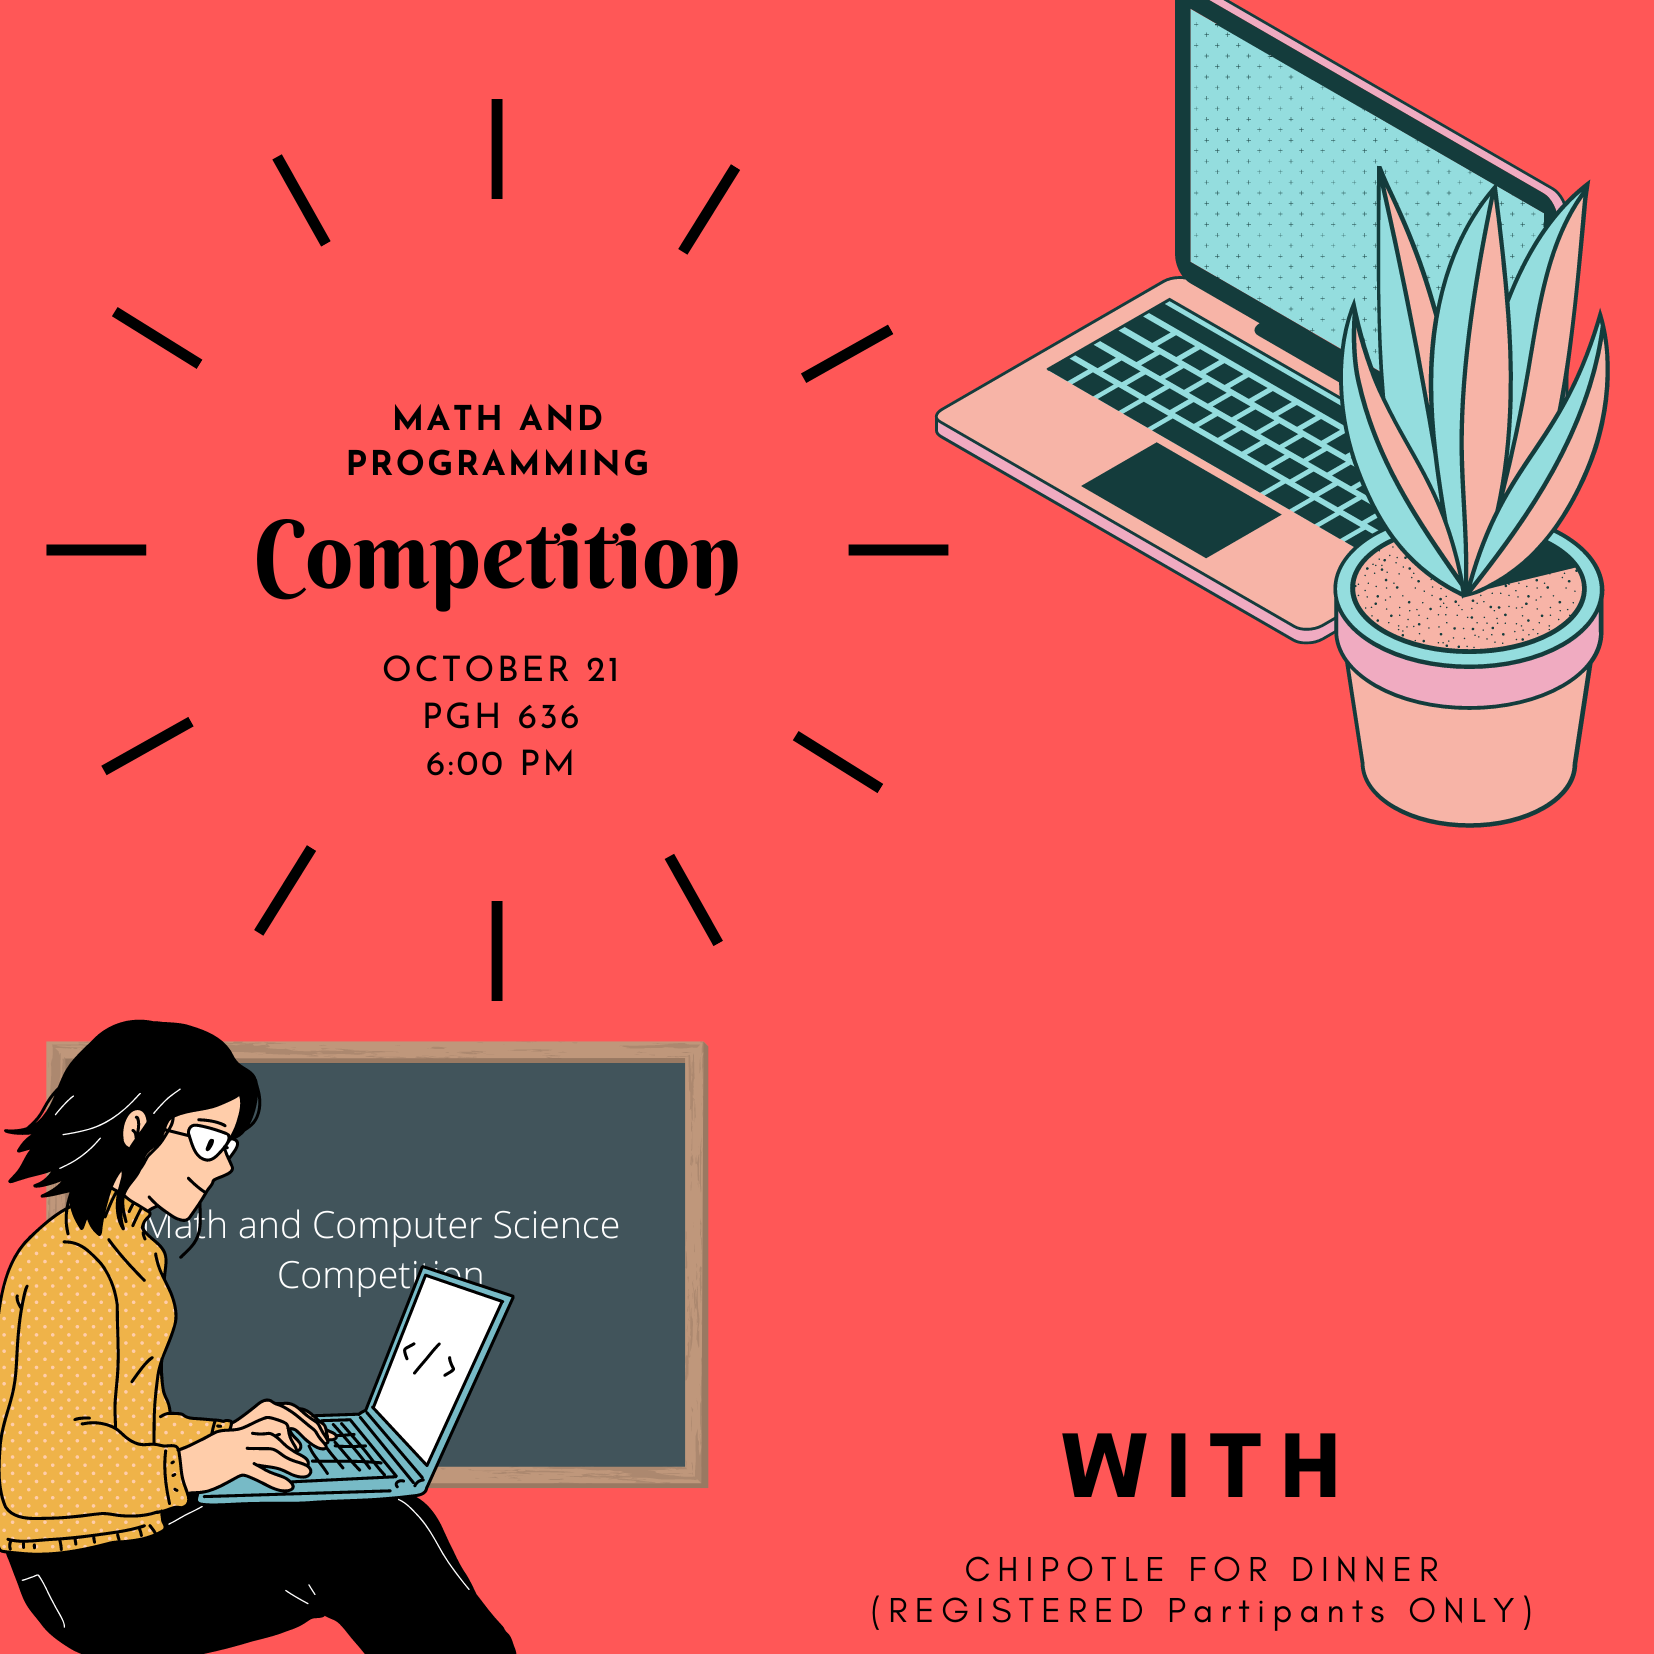 MATH AND
PROGRAMMING
Competition
OCTOBER 21
PGH 636
6:00 PM
Math and Computer Science
Competition
</>
WITH
CHIPOTLE FOR DINNER
(REGISTERED Partipants ONLY)